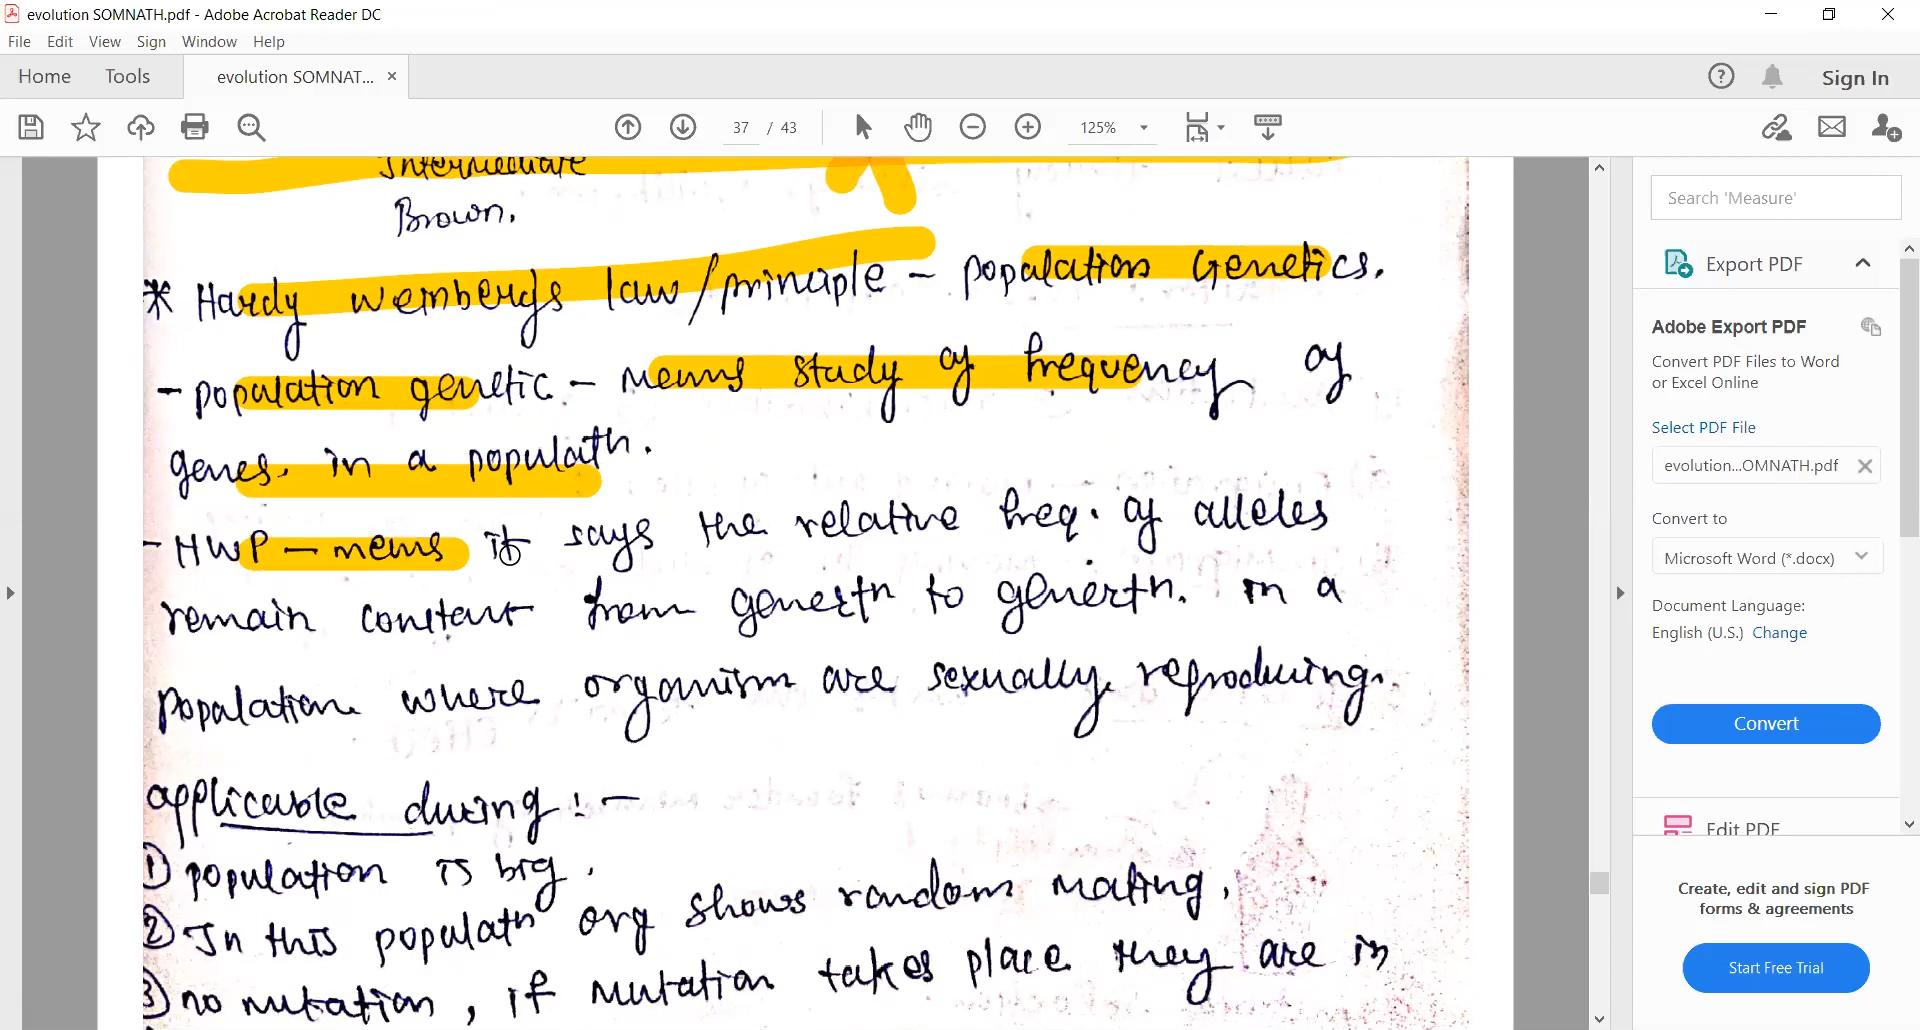 evolution SOMNATH.pdf - Adobe Acrobat Reader DC
File Edit View Sign Window Help
Home Tools evolution SOMNAT... × Sign In
37 / 43 125%
Intermediate
Brown.
* Hardy weinbergs law/principle - population Genetics.
- population genetic - means study of frequency of
genes. in a populatn.
- HWP - means it says the relative freq. of alleles
remain constant from genertn to genertn. in a
population where organism are sexually reproducing.
applicable during :-
① population is big.
② In this populatn org shows random mating.
③ no mutation, if mutation takes place they are in
Search 'Measure'
Export PDF
Adobe Export PDF
Convert PDF Files to Word
or Excel Online
Select PDF File
evolution...OMNATH.pdf
Convert to
Microsoft Word (*.docx)
Document Language:
English (U.S.) Change
Convert
Edit PDF
Create, edit and sign PDF
forms & agreements
Start Free Trial